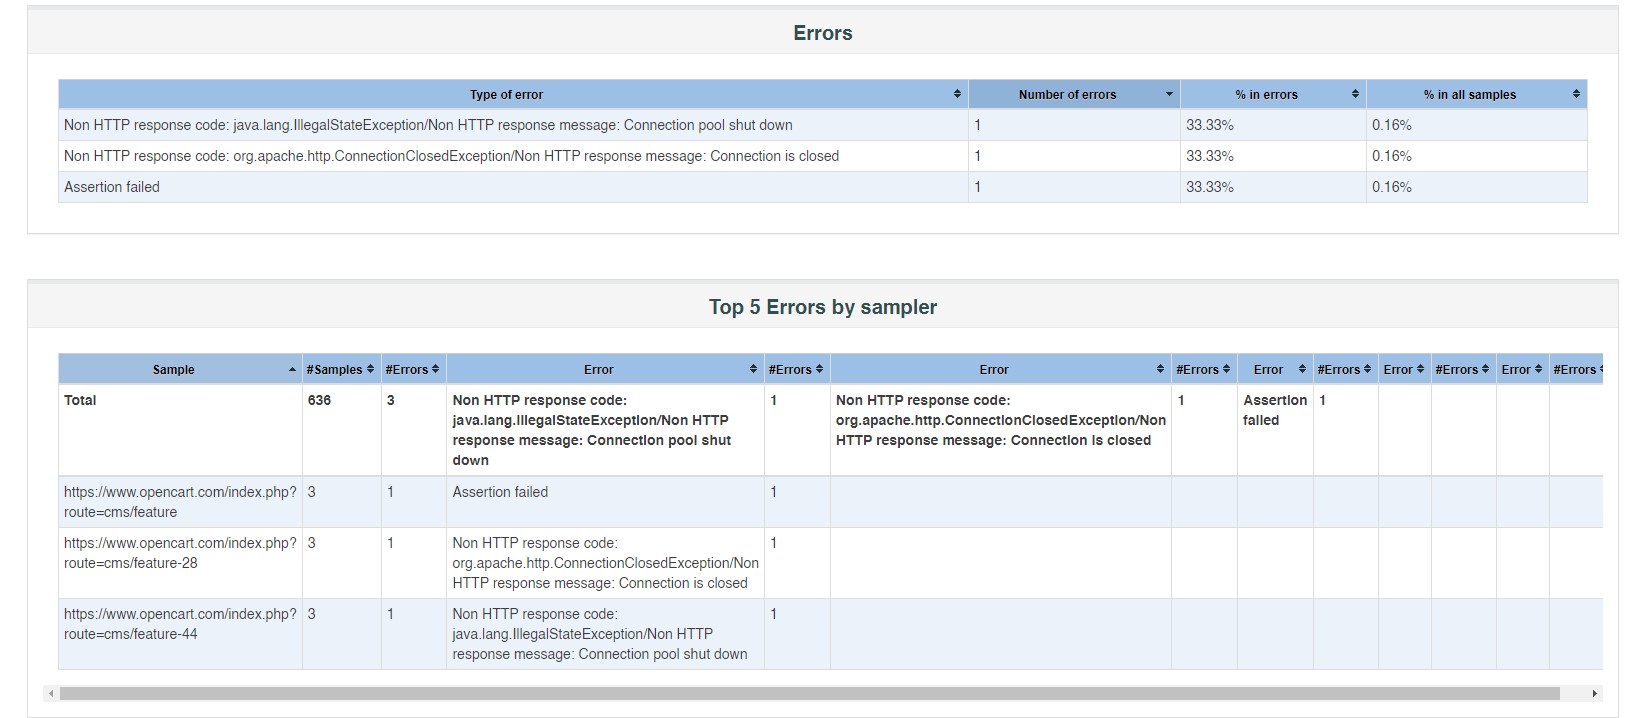 Errors
Type of error Number of errors % in errors % in all samples
Non HTTP response code: java.lang.IllegalStateException/Non HTTP response message: Connection pool shut down 1 33.33% 0.16%
Non HTTP response code: org.apache.http.ConnectionClosedException/Non HTTP response message: Connection is closed 1 33.33% 0.16%
Assertion failed 1 33.33% 0.16%
Top 5 Errors by sampler
Sample #Samples #Errors Error #Errors Error #Errors Error #Errors Error #Errors Error #Errors
Total 636 3 Non HTTP response code: 1 Non HTTP response code: 1 Assertion 1
java.lang.IllegalStateException/Non HTTP org.apache.http.ConnectionClosedException/Non failed
response message: Connection pool shut HTTP response message: Connection is closed
down
https://www.opencart.com/index.php? 3 1 Assertion failed 1
route=cms/feature
https://www.opencart.com/index.php? 3 1 Non HTTP response code: 1
route=cms/feature-28 org.apache.http.ConnectionClosedException/Non
HTTP response message: Connection is closed
https://www.opencart.com/index.php? 3 1 Non HTTP response code: 1
route=cms/feature-44 java.lang.IllegalStateException/Non HTTP
response message: Connection pool shut down